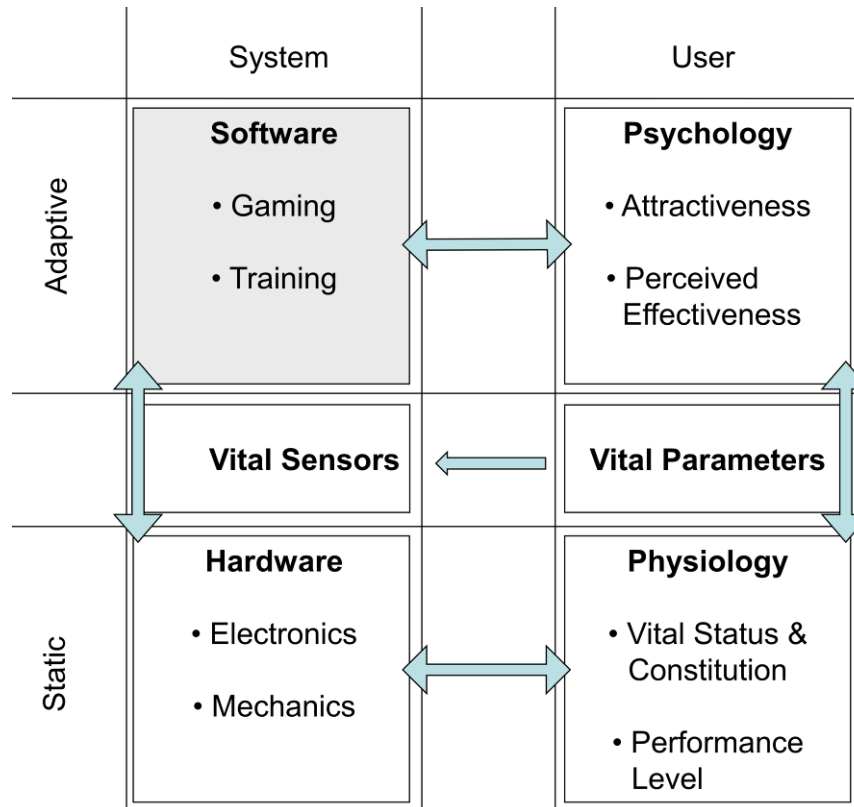 System
User
Adaptive
Software
• Gaming
• Training
Psychology
• Attractiveness
• Perceived
Effectiveness
Vital Sensors
Vital Parameters
Static
Hardware
• Electronics
• Mechanics
Physiology
• Vital Status &
Constitution
• Performance
Level